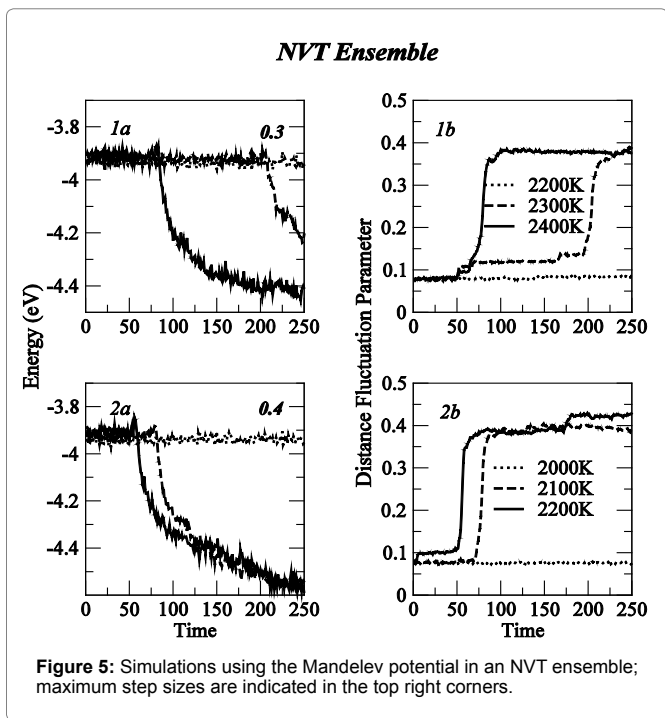 NVT Ensemble
1a
0.3
-3.8
-4
-4.2
-4.4
0 50 100 150 200 250
1b
0.5
0.4
0.3
0.2
0.1
0
2200K
2300K
2400K
0 50 100 150 200 250
Energy (eV)
Distance Fluctuation Parameter
2a
0.4
-3.8
-4
-4.2
-4.4
0 50 100 150 200 250
Time
2b
0.5
0.4
0.3
0.2
0.1
0
2000K
2100K
2200K
0 50 100 150 200 250
Time
Figure 5: Simulations using the Mandelev potential in an NVT ensemble;
maximum step sizes are indicated in the top right corners.